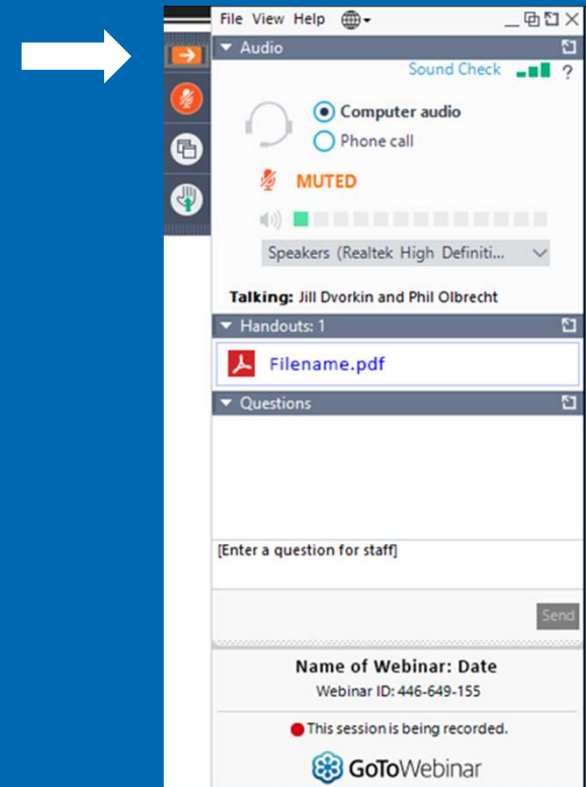 File View Help
Audio
Sound Check ?
Computer audio
Phone call
MUTED
Speakers (Realtek High Definiti...
Talking: Jill Dvorkin and Phil Olbrecht
Handouts: 1
Filename.pdf
Questions
[Enter a question for staff]
Send
Name of Webinar: Date
Webinar ID: 446-649-155
This session is being recorded.
GoToWebinar